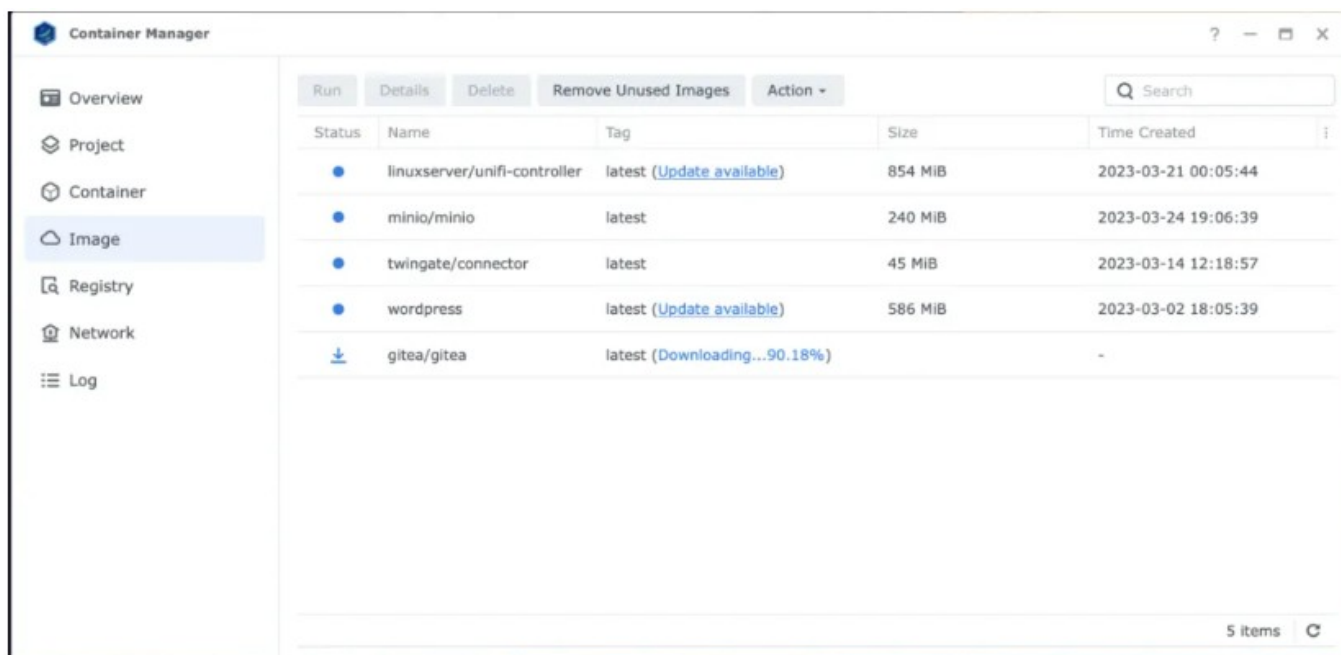 Container Manager
?
Overview
Project
Container
Image
Registry
Network
Log
Run Details Delete Remove Unused Images Action Search
Status Name Tag Size Time Created
linuxserver/unifi-controller latest (Update available) 854 MiB 2023-03-21 00:05:44
minio/minio latest 240 MiB 2023-03-24 19:06:39
twingate/connector latest 45 MiB 2023-03-14 12:18:57
wordpress latest (Update available) 586 MiB 2023-03-02 18:05:39
gitea/gitea latest (Downloading...90.18%) -
5 items